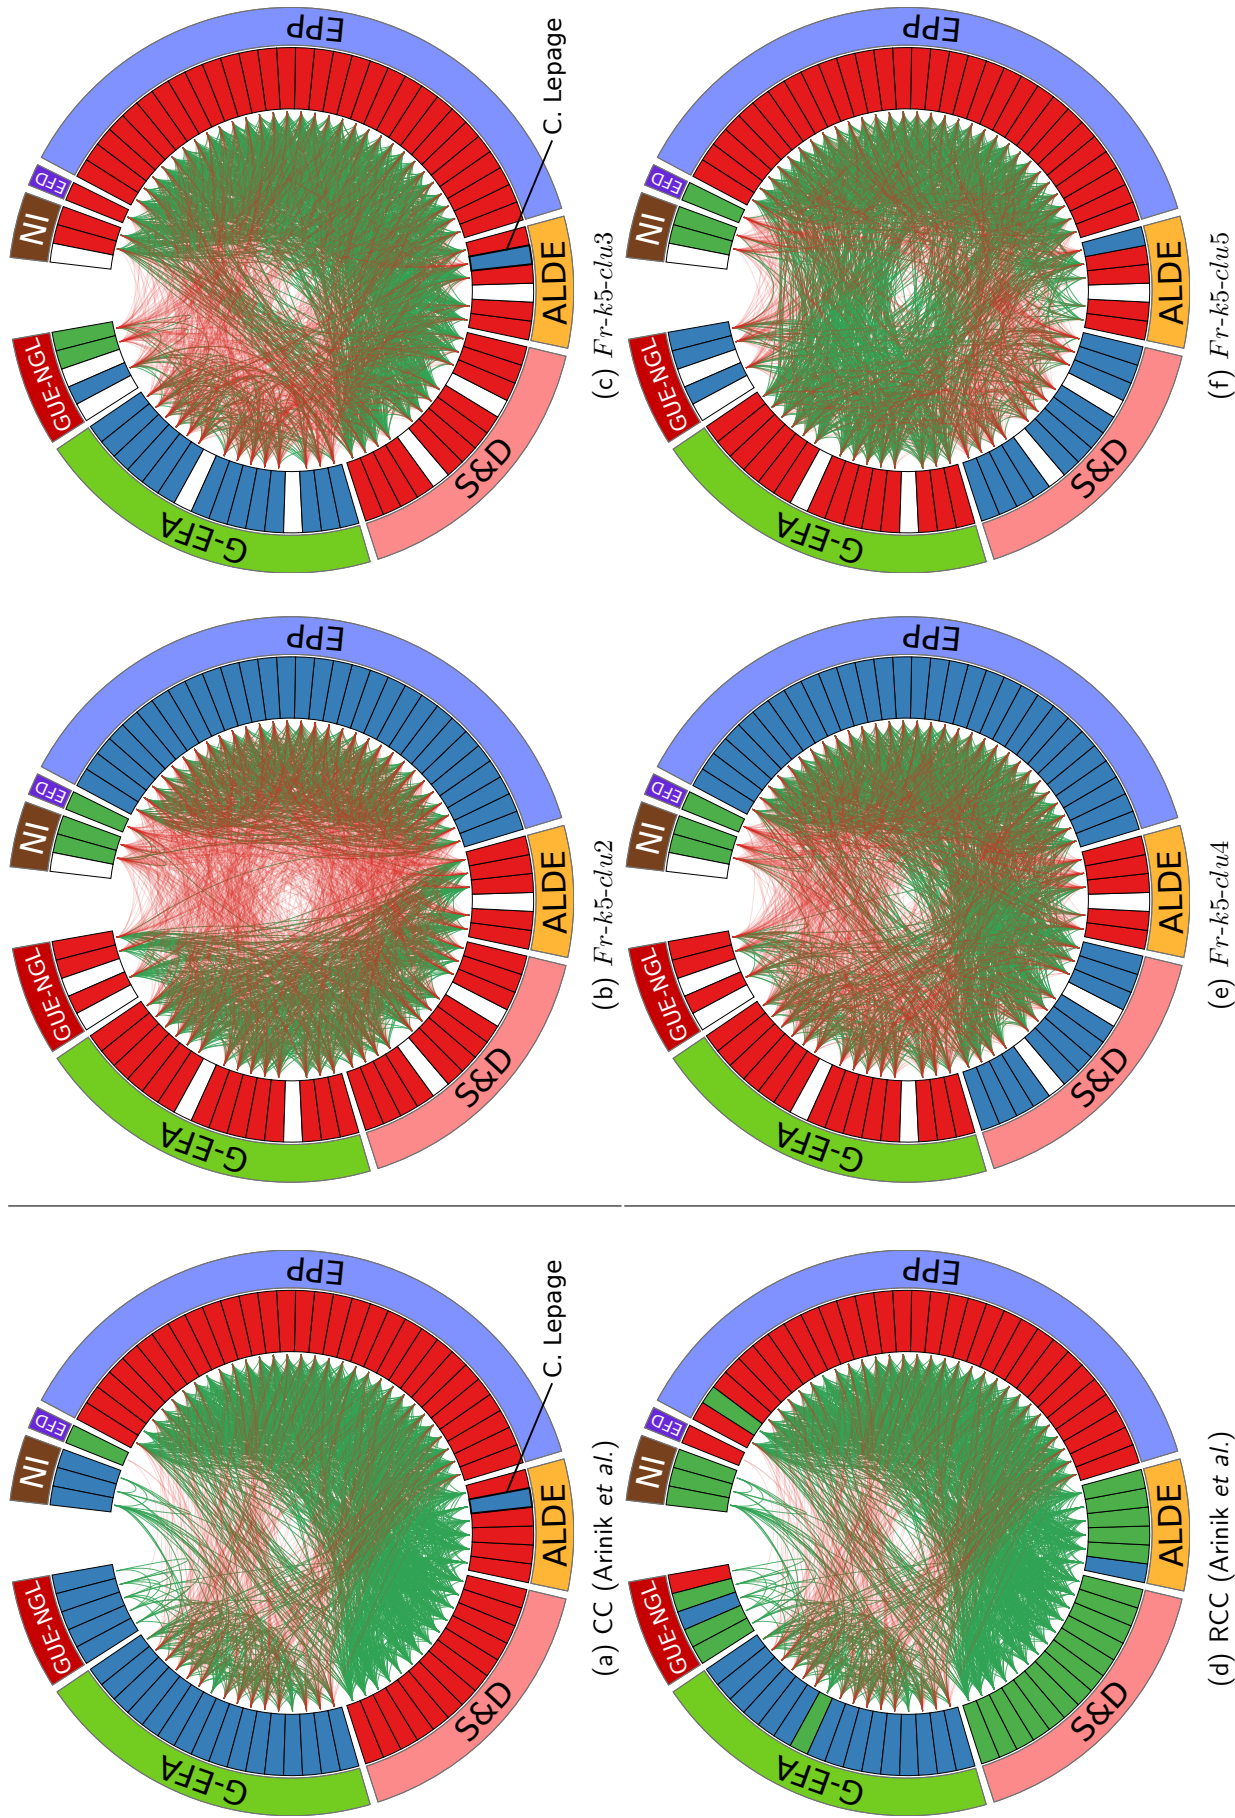 G-EFA
GUE-NGL
S&D
NI
EFD
ALDE
EPP
C. Lepage
(a) CC (Arinik et al.)
G-EFA
GUE-NGL
S&D
NI
EFD
ALDE
EPP
(b) Fr-k5-clu2
G-EFA
GUE-NGL
S&D
NI
EFD
ALDE
EPP
C. Lepage
(c) Fr-k5-clu3
G-EFA
GUE-NGL
S&D
NI
EFD
ALDE
EPP
(d) RCC (Arinik et al.)
G-EFA
GUE-NGL
S&D
NI
EFD
ALDE
EPP
(e) Fr-k5-clu4
G-EFA
GUE-NGL
S&D
NI
EFD
ALDE
EPP
(f) Fr-k5-clu5